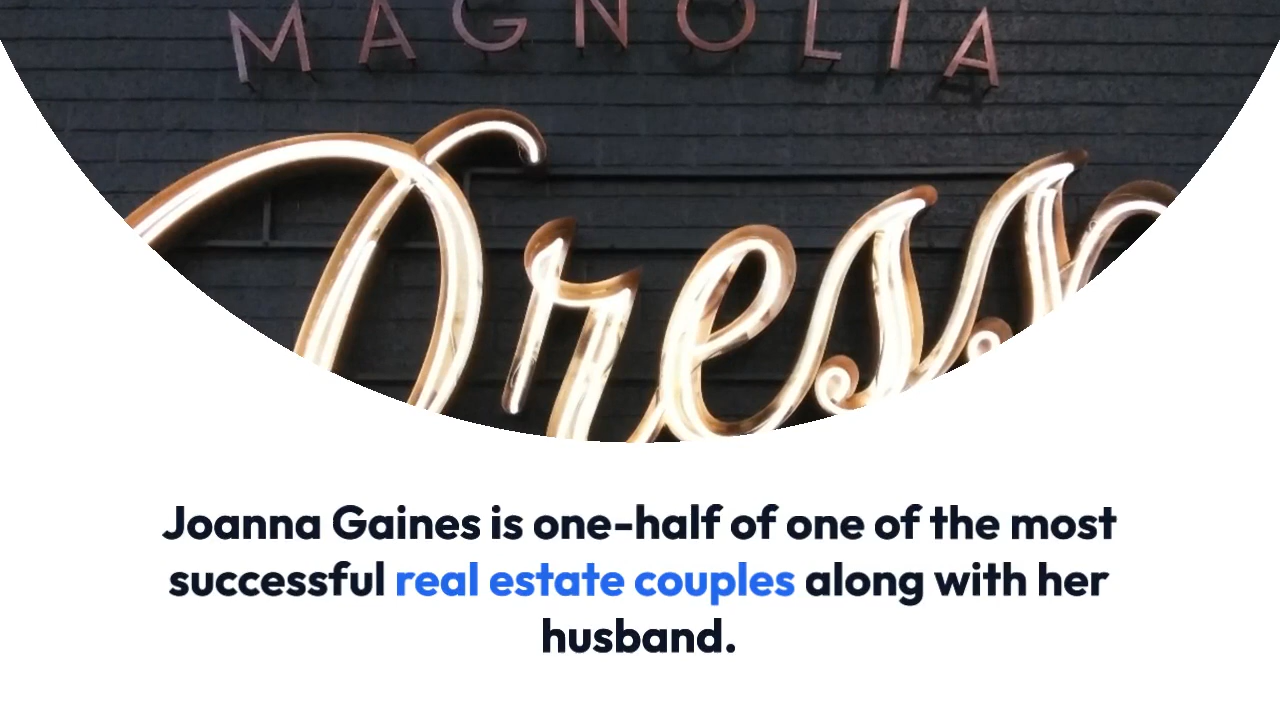 MAGNOLIA
Dress
Joanna Gaines is one-half of one of the most
successful real estate couples along with her
husband.